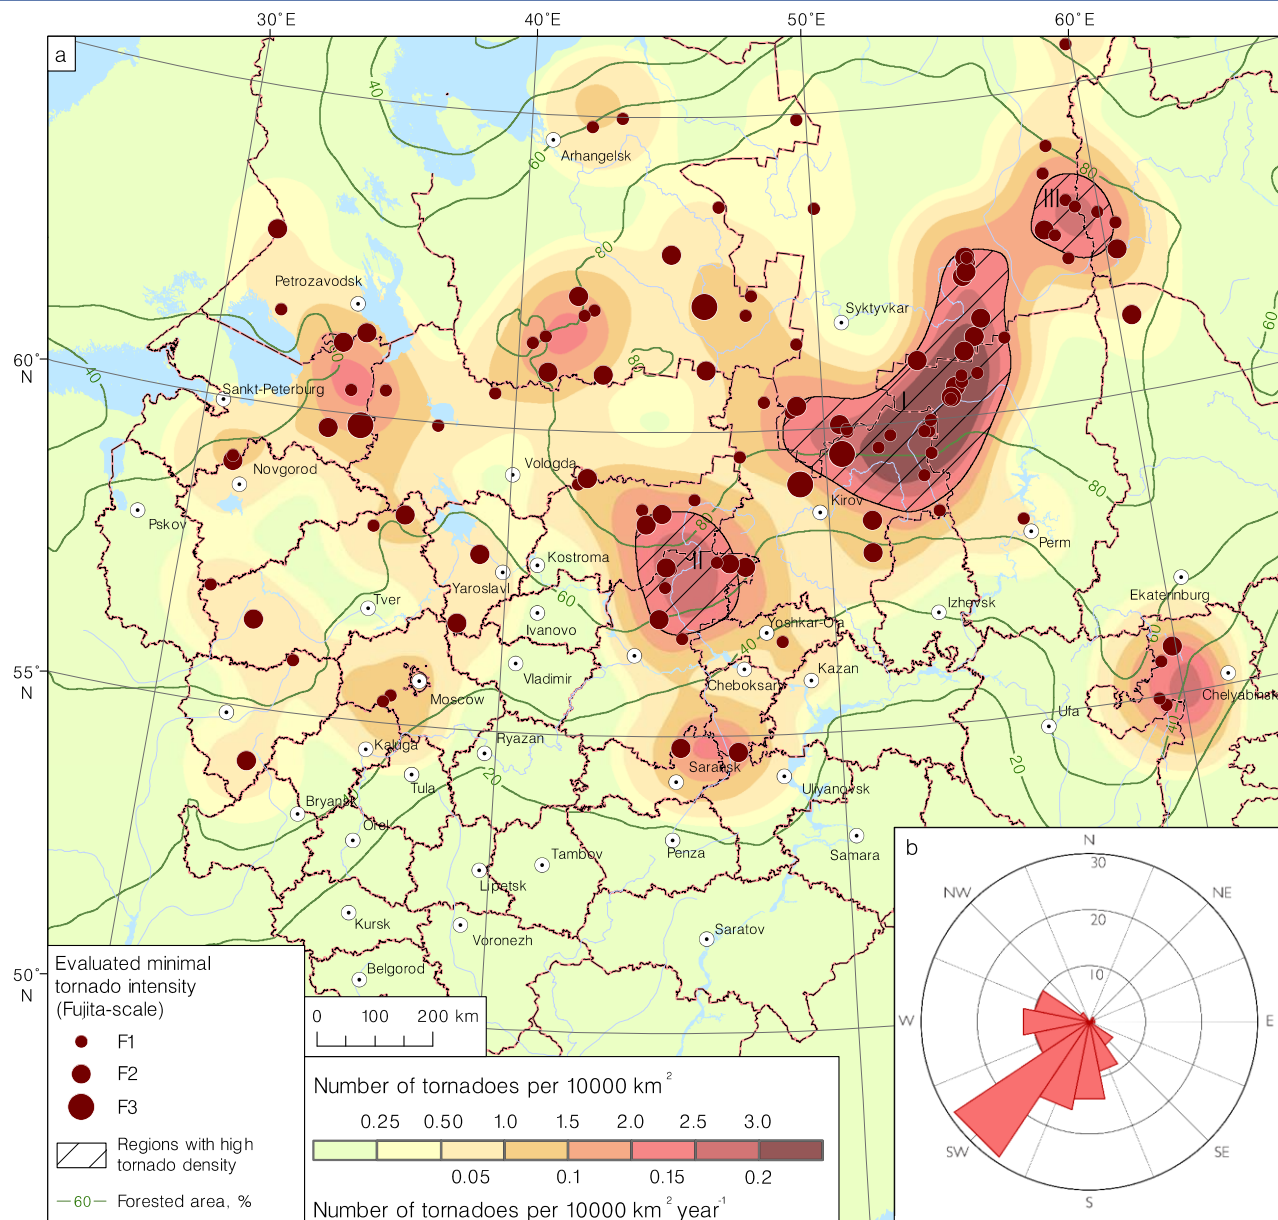 30˚E 40˚E 50˚E 60˚E
a
40
60
Arhangelsk
80
III
80
Petrozavodsk
Syktyvkar
60
60˚
N
40
80
80
Sankt-Peterburg
I
Novgorod
Vologda
80
Pskov
Kirov
80
Perm
II
Kostroma
Yaroslavl
60
Tver
Ivanovo
Izhevsk
Ekaterinburg
Yoshkar-Ola
60
40
55˚
N
Vladimir
Cheboksary
Kazan
Moscow
Chelyabinsk
Ufa
40
Kaluga
Ryazan
Saransk
20
20
Tula
Ulyanovsk
Bryansk
Orel
Tambov
Penza
Samara
Lipetsk
Kursk
Voronezh
Saratov
Belgorod
50˚
N
Evaluated minimal
tornado intensity
(Fujita-scale)
F1
F2
F3
Regions with high
tornado density
60 Forested area, %
0 100 200 km
Number of tornadoes per 10000 km2
0.25 0.50 1.0 1.5 2.0 2.5 3.0
0.05 0.1 0.15 0.2
Number of tornadoes per 10000 km2 year-1
b
N
30
NW NE
20
10
W E
SW SE
S